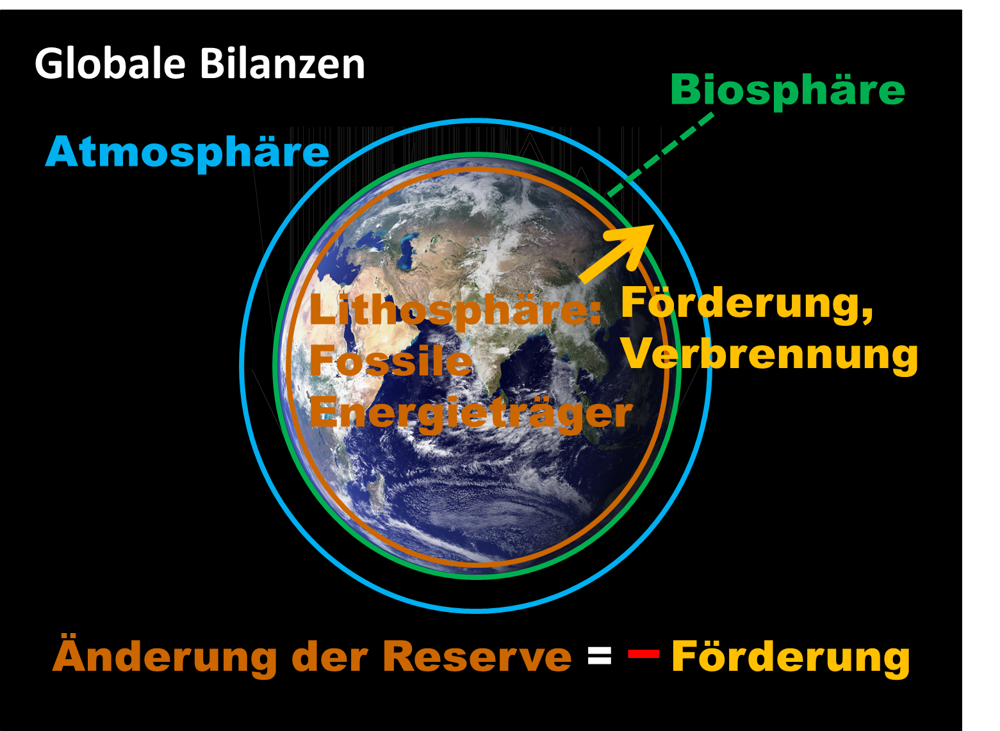 Globale Bilanzen
Biosphäre
Atmosphäre
Lithosphäre:
Fossile
Energieträger
Förderung,
Verbrennung
Änderung der Reserve = − Förderung